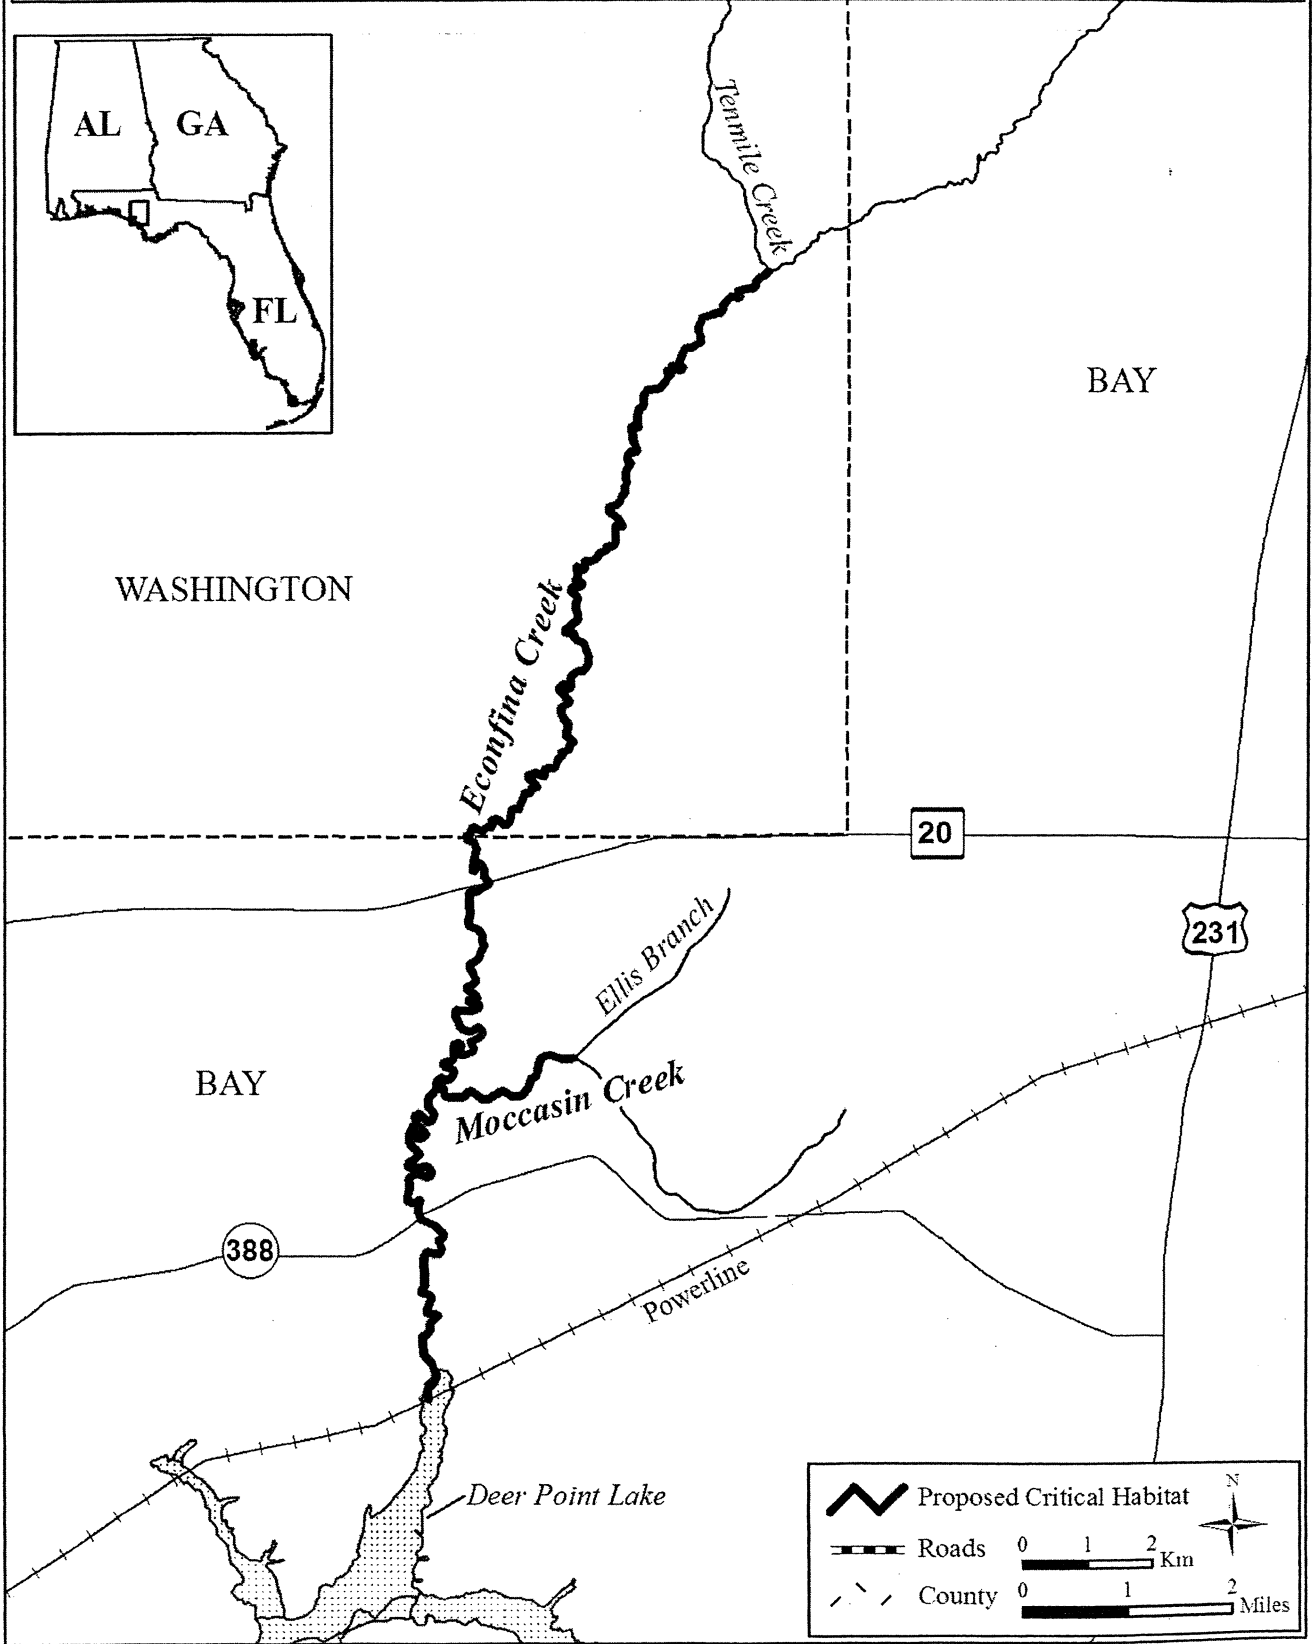 AL
GA
FL
Tenmile Creek
BAY
WASHINGTON
Econfina Creek
20
231
Ellis Branch
BAY
Moccasin Creek
388
Powerline
Deer Point Lake
Proposed Critical Habitat
N
Roads
0 1 2 Km
County
0 1 2 Miles